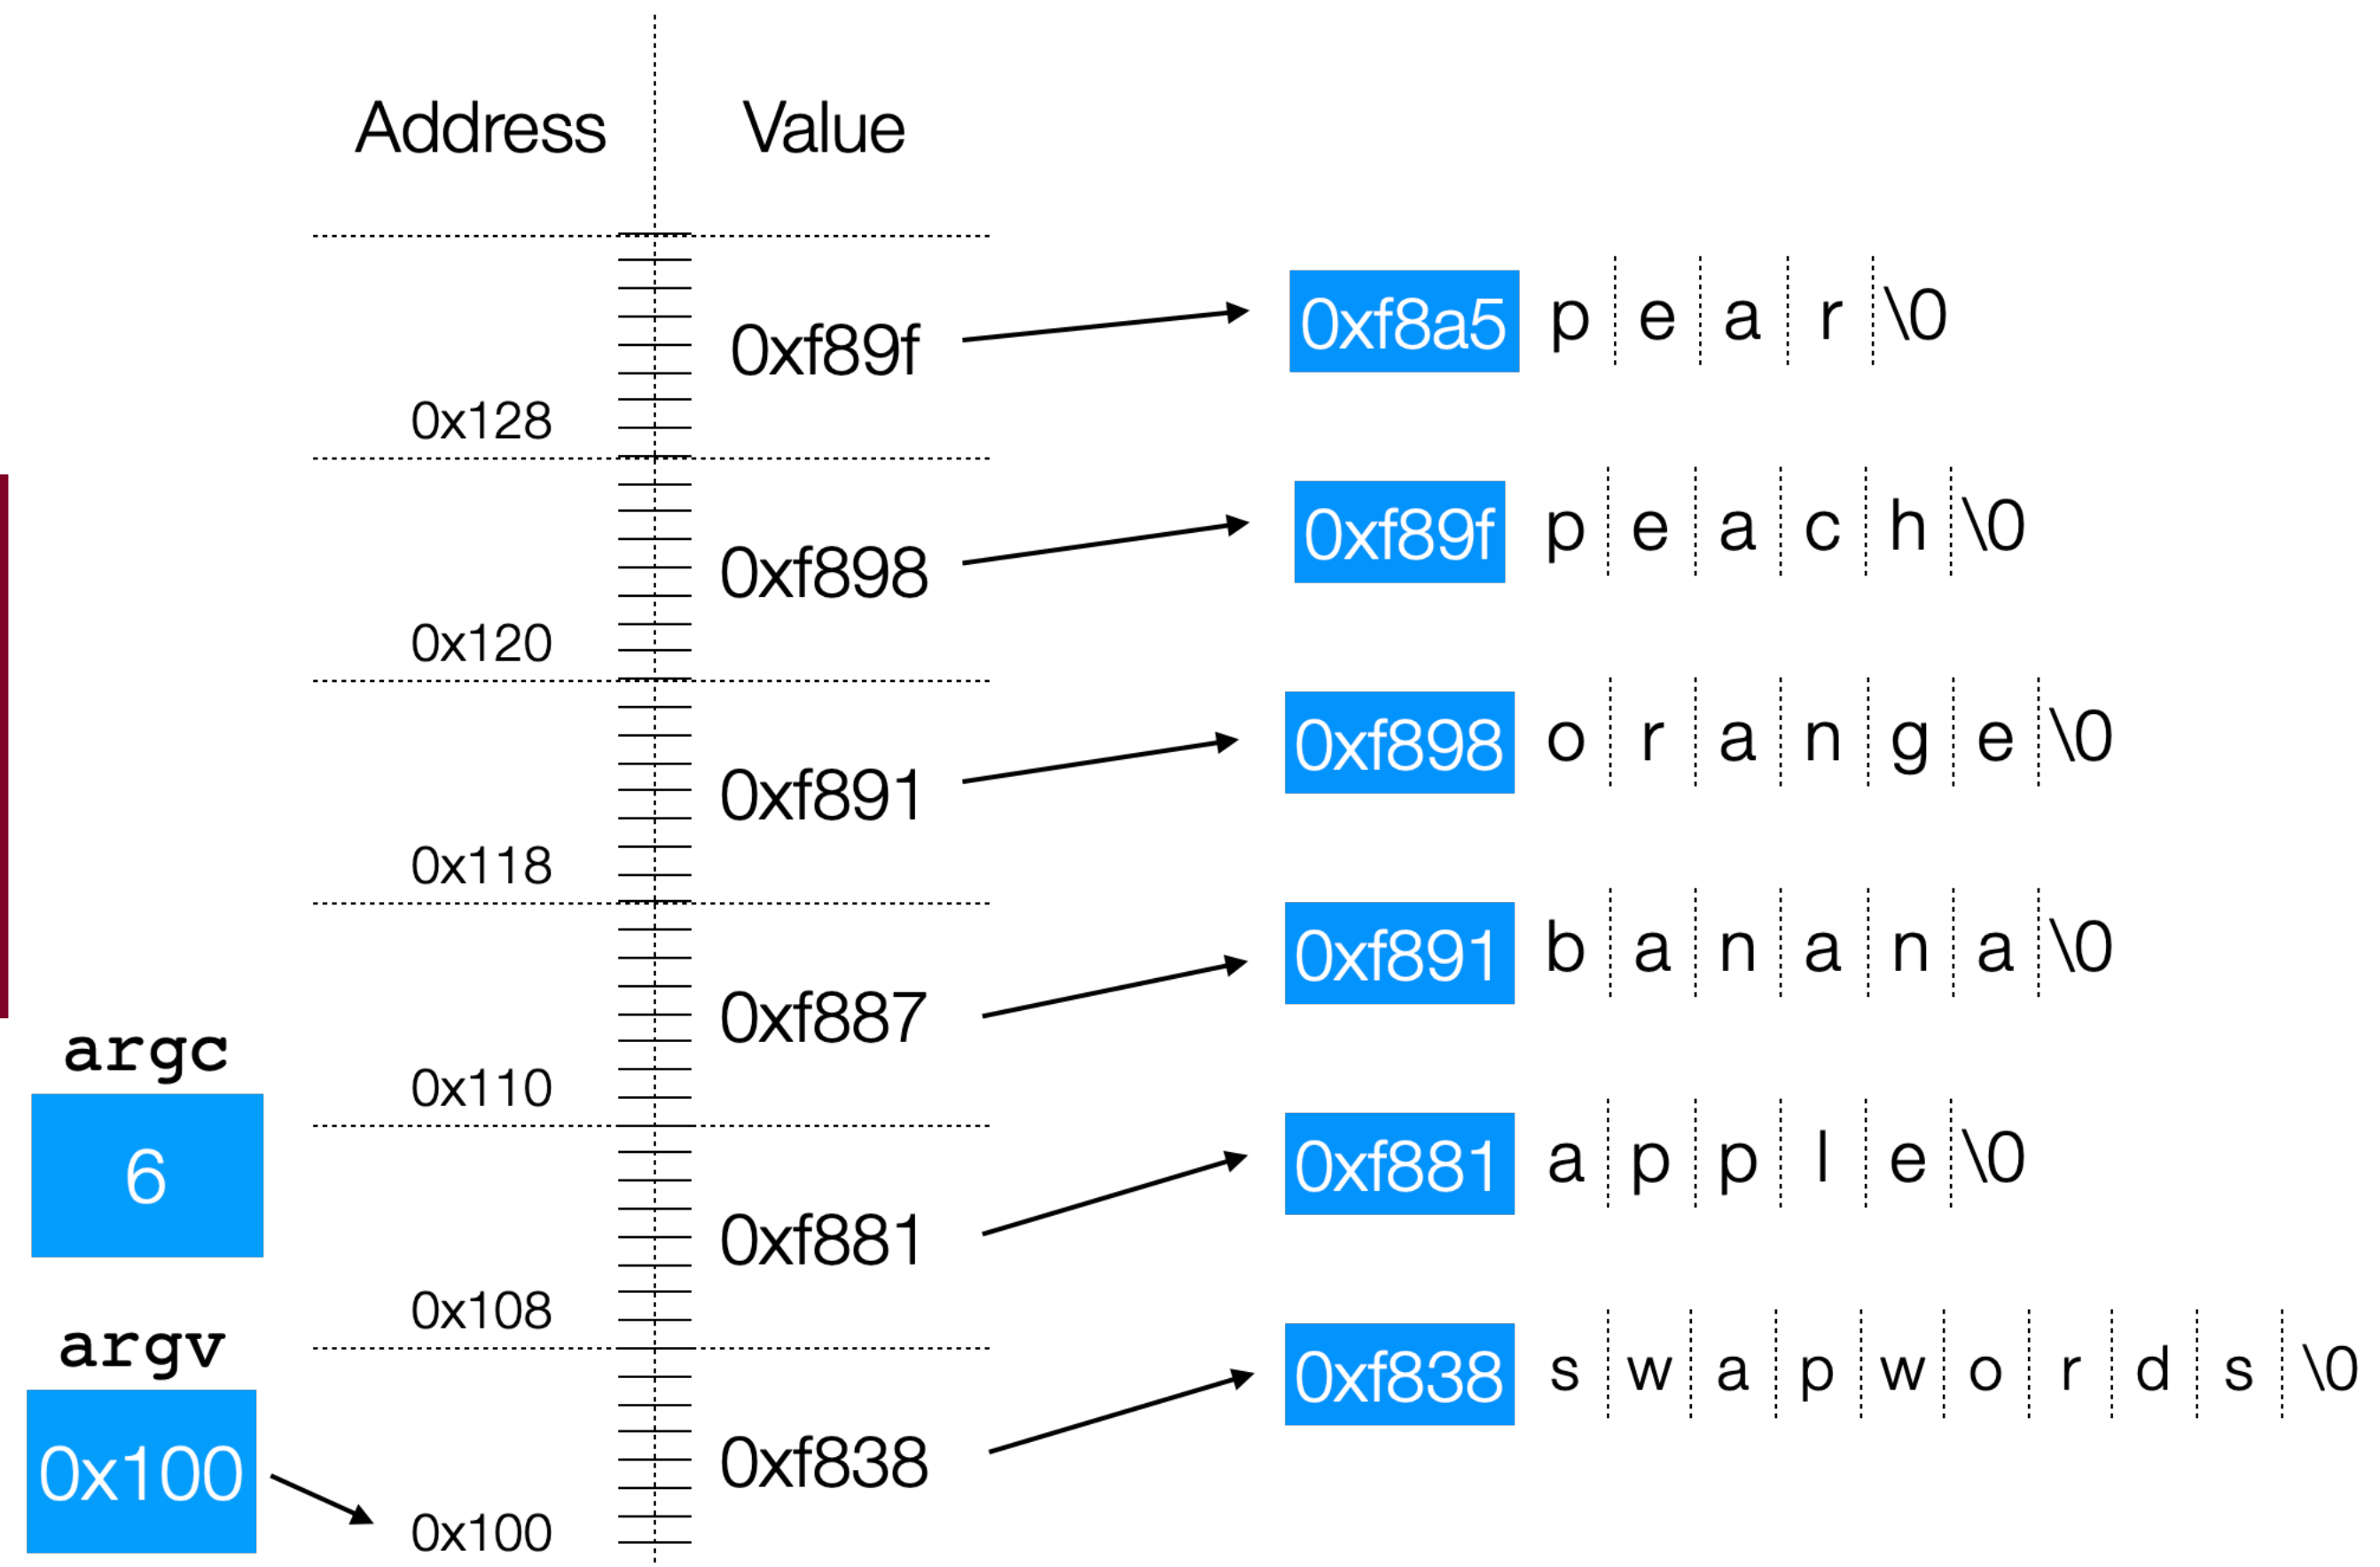 Address Value
0xf89f 0xf8a5 p e a r \0
0x128
0xf898 0xf89f p e a c h \0
0x120
0xf891 0xf898 o r a n g e \0
0x118
0xf887 0xf891 b a n a n a \0
argc
0x110
6
0xf881 0xf881 a p p l e \0
0x108
argv
0xf838 0xf838 s w a p w o r d s \0
0x100
0x100